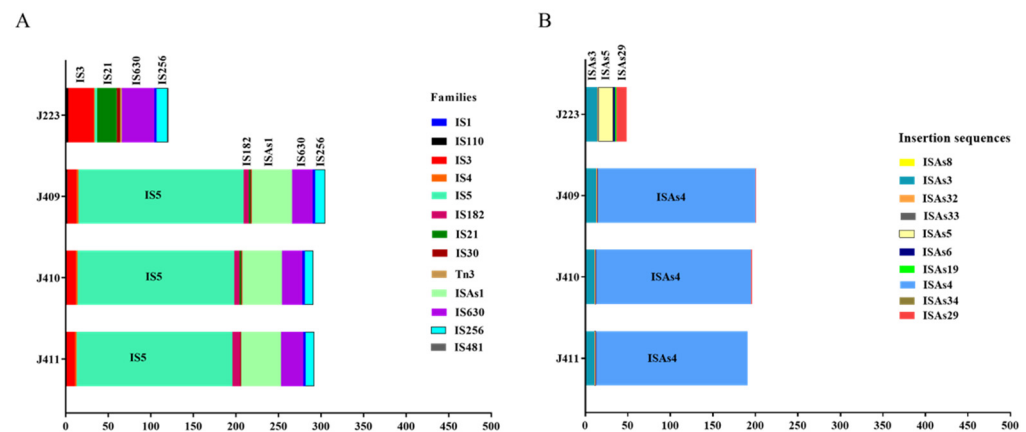 A
IS3
IS21
IS630
IS256
J223
IS182
ISAs1
IS630
IS256
J409
IS5
J410
IS5
J411
IS5
0 50 100 150 200 250 300 350 400 450 500
Families
IS1
IS110
IS3
IS4
IS5
IS182
IS21
IS30
Tn3
ISAs1
IS630
IS256
IS481
B
ISAs3
ISAs5
ISAs29
J223
J409
ISAs4
J410
ISAs4
J411
ISAs4
0 50 100 150 200 250 300 350 400 450 500
Insertion sequences
ISAs8
ISAs3
ISAs32
ISAs33
ISAs5
ISAs6
ISAs19
ISAs4
ISAs34
ISAs29